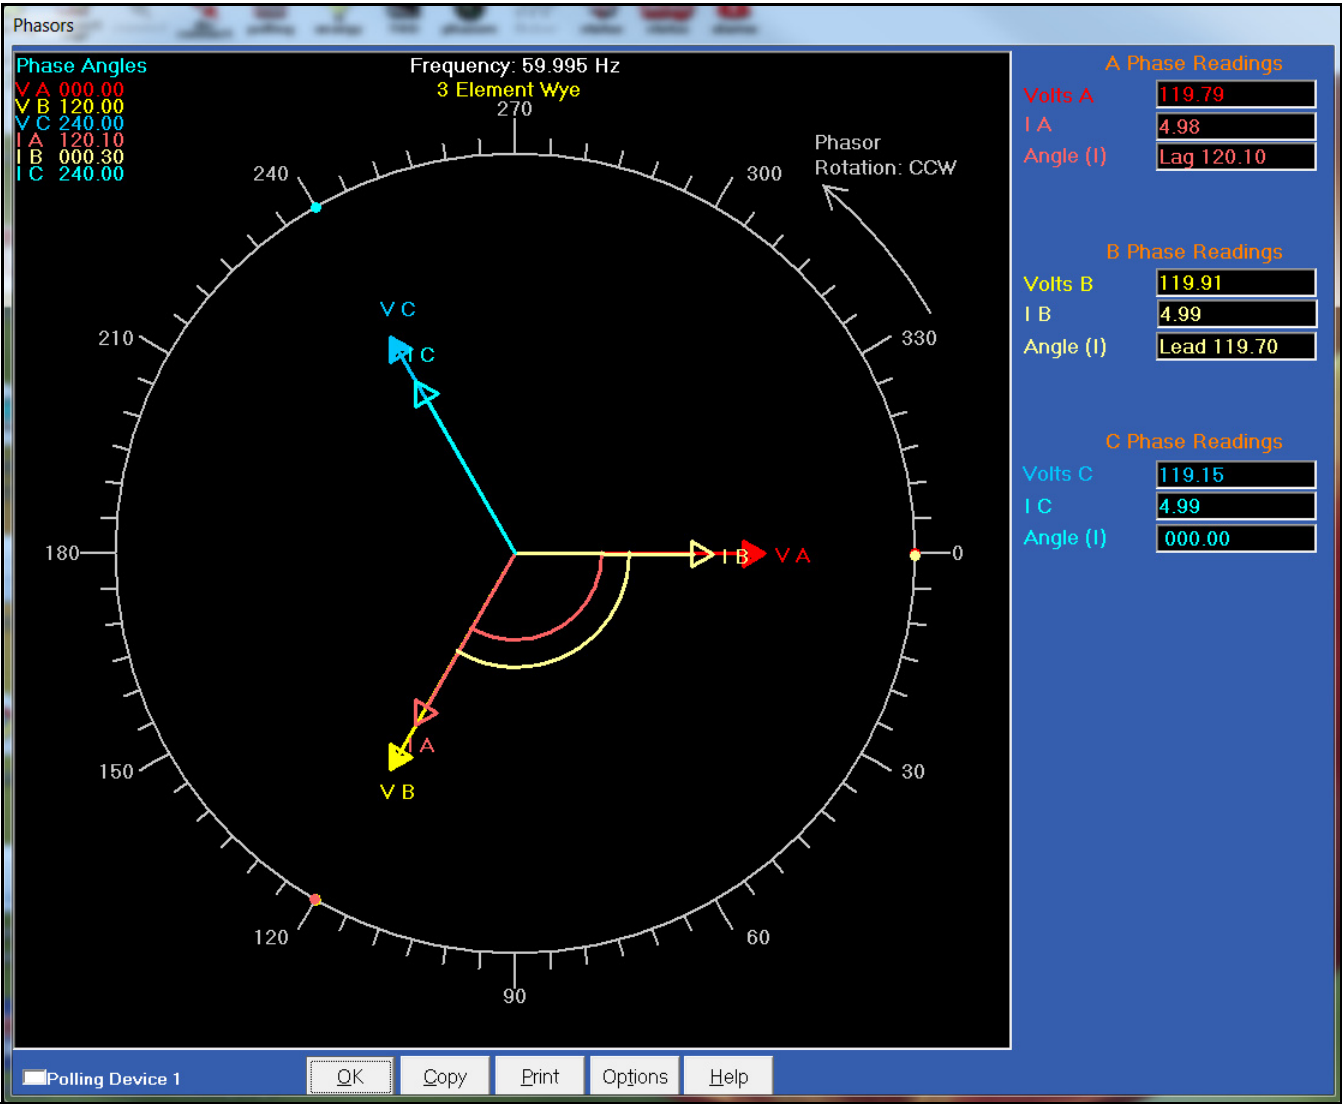 Phasors
Phase Angles
V A 000.00
V B 120.00
V C 240.00
I A 120.10
I B 000.30
I C 240.00
Frequency: 59.995 Hz
3 Element Wye
270
240
300
Phasor
Rotation: CCW
210
330
V C
I C
180
0
I B
V A
I A
V B
150
30
120
60
90
A Phase Readings
Volts A 119.79
I A 4.98
Angle (I) Lag 120.10
B Phase Readings
Volts B 119.91
I B 4.99
Angle (I) Lead 119.70
C Phase Readings
Volts C 119.15
I C 4.99
Angle (I) 000.00
Polling Device 1
OK
Copy
Print
Options
Help